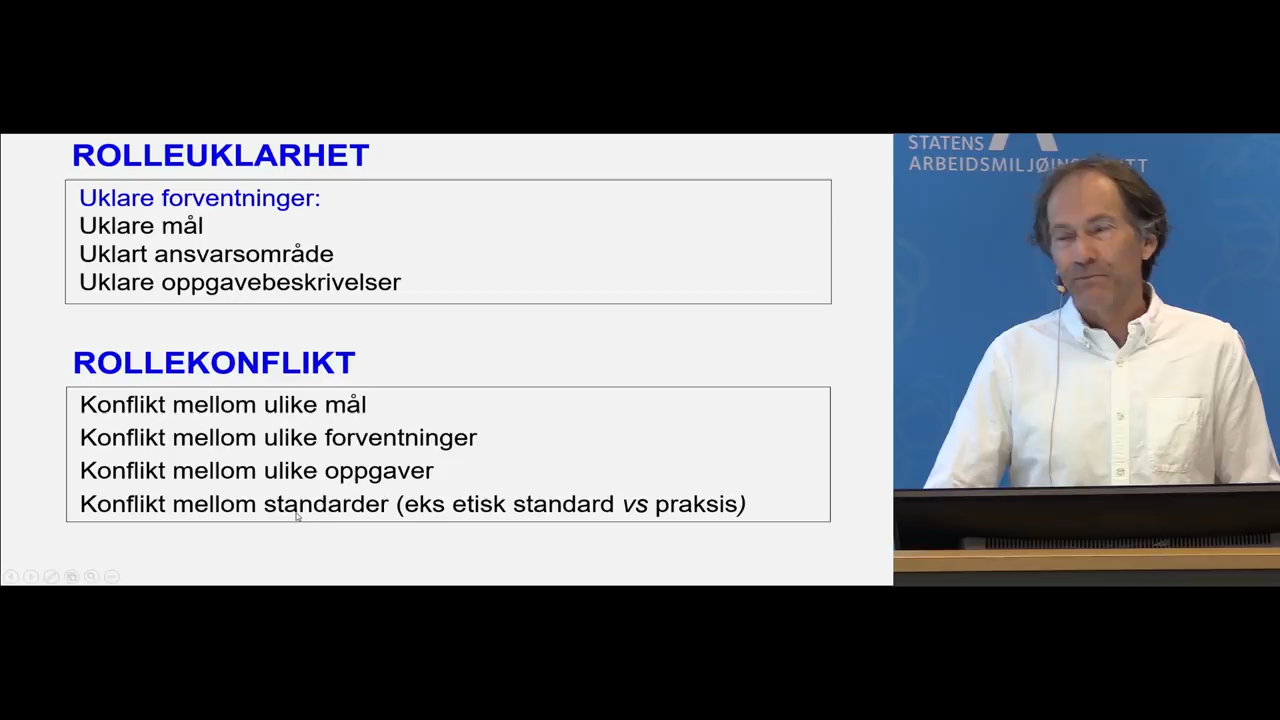 ROLLEUKLARHET
Uklare forventninger:
Uklare mål
Uklart ansvarsområde
Uklare oppgavebeskrivelser
ROLLEKONFLIKT
Konflikt mellom ulike mål
Konflikt mellom ulike forventninger
Konflikt mellom ulike oppgaver
Konflikt mellom standarder (eks etisk standard vs praksis)
STATENS